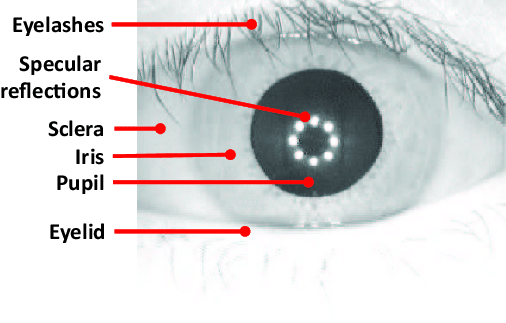 Eyelashes
Specular
reflections
Sclera
Iris
Pupil
Eyelid